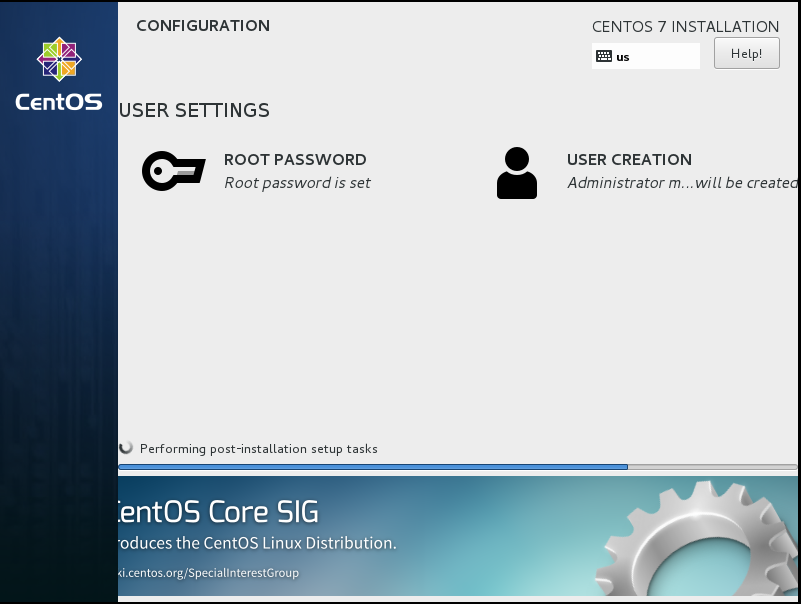 CONFIGURATION
CENTOS 7 INSTALLATION
us
Help!
CentOS
USER SETTINGS
ROOT PASSWORD
Root password is set
USER CREATION
Administrator m...will be created
Performing post-installation setup tasks
CentOS Core SIG
roduces the CentOS Linux Distribution.
ki.centos.org/SpecialInterestGroup